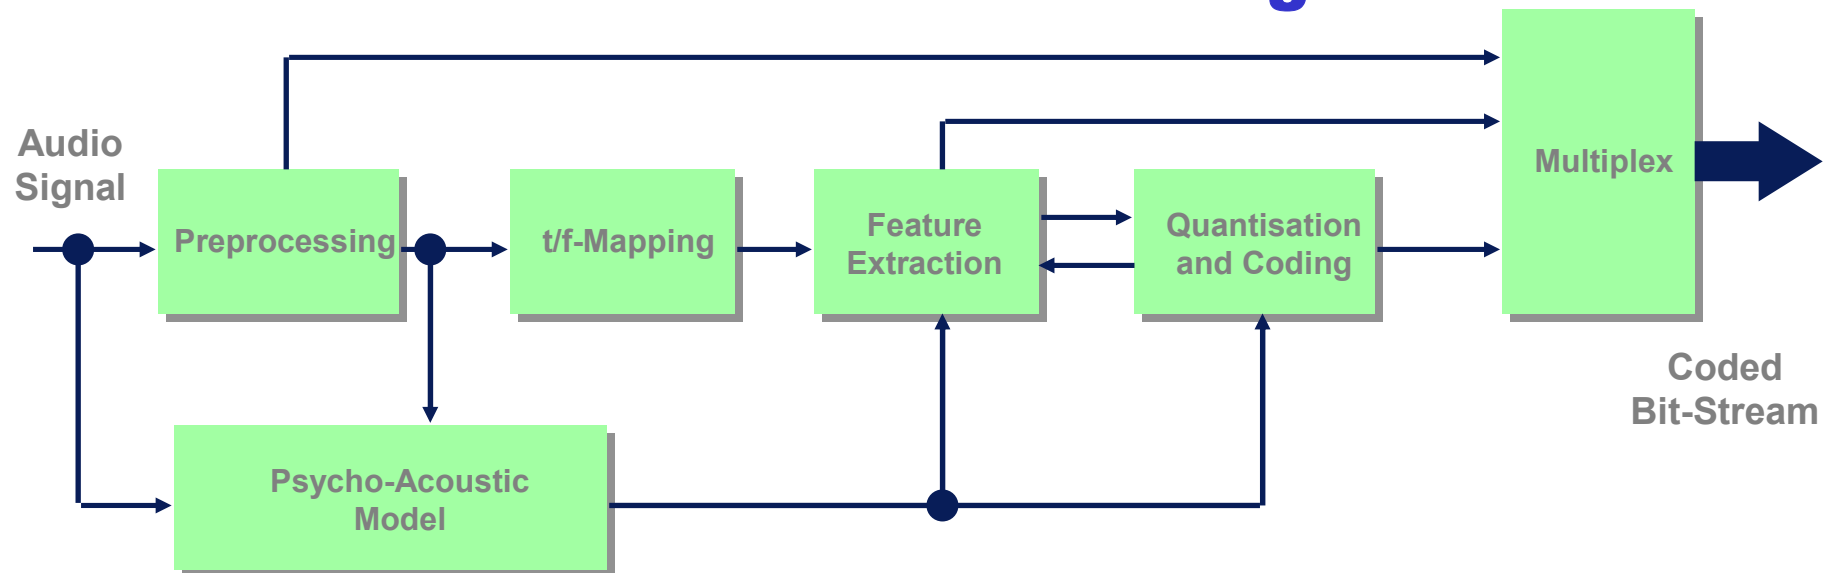 Audio
Signal
Preprocessing
t/f-Mapping
Feature
Extraction
Quantisation
and Coding
Multiplex
Psycho-Acoustic
Model
Coded
Bit-Stream